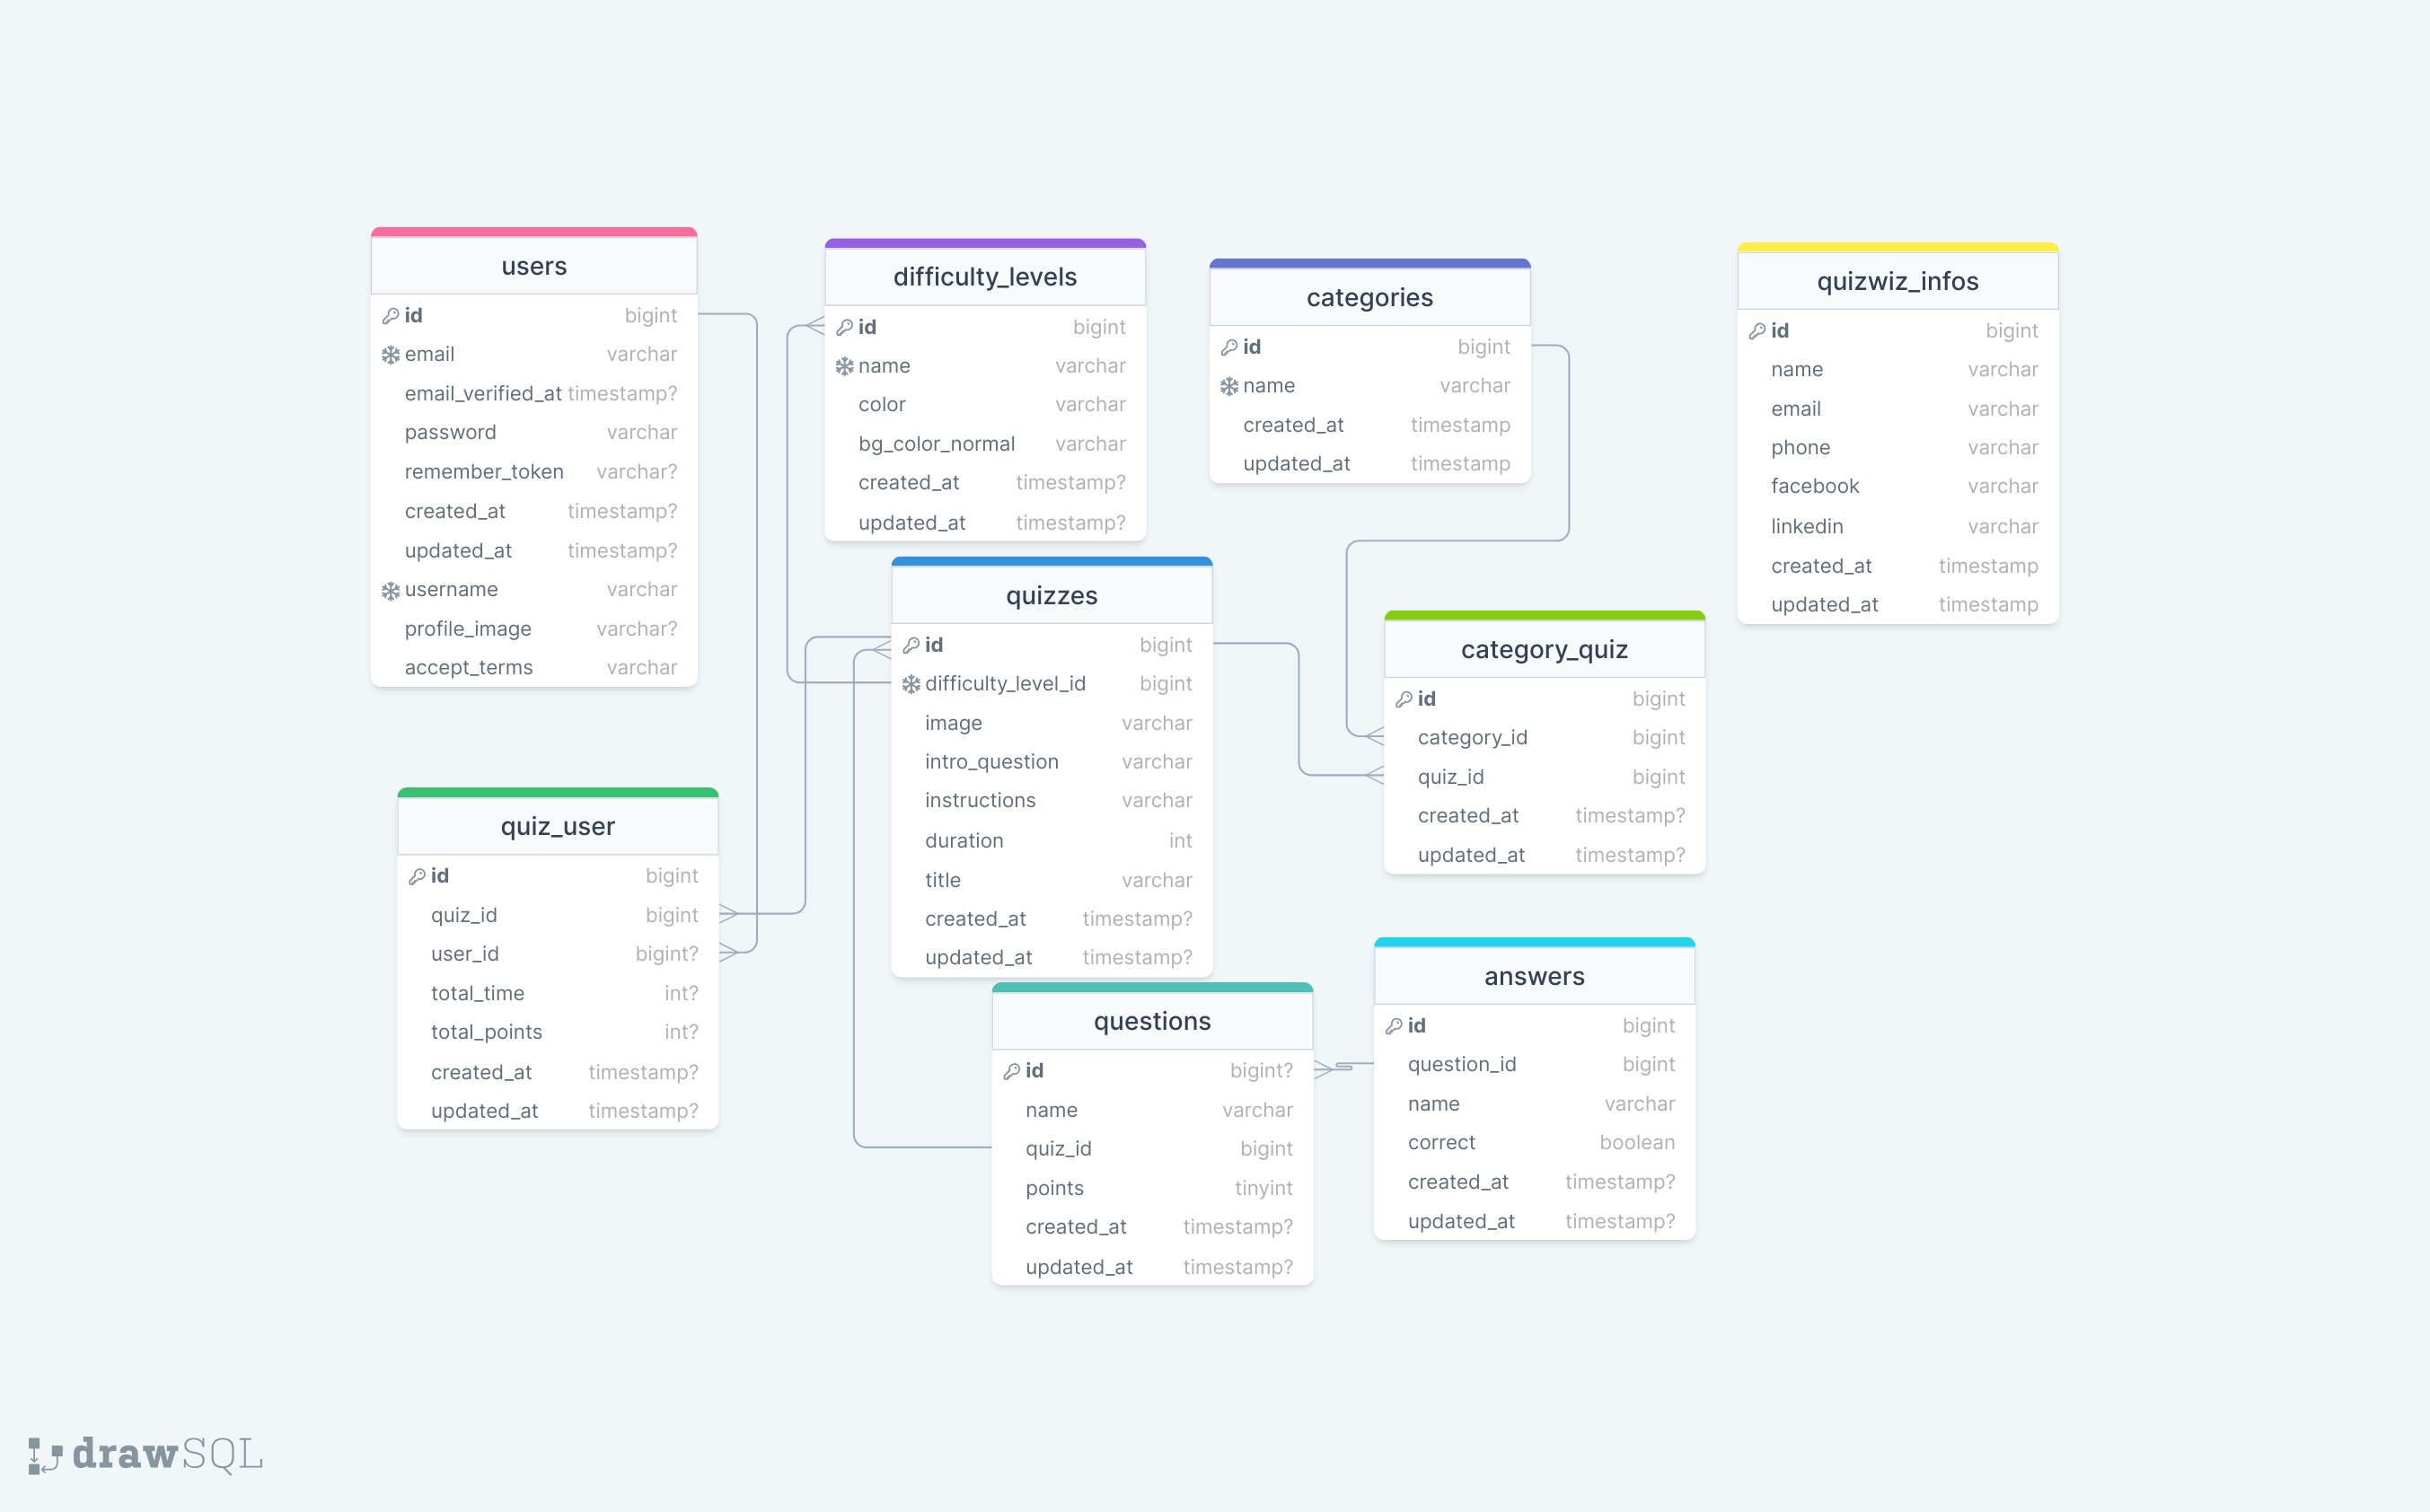 users
id bigint
email varchar
email_verified_at timestamp?
password varchar
remember_token varchar?
created_at timestamp?
updated_at timestamp?
username varchar
profile_image varchar?
accept_terms varchar
difficulty_levels
id bigint
name varchar
color varchar
bg_color_normal varchar
created_at timestamp?
updated_at timestamp?
categories
id bigint
name varchar
created_at timestamp
updated_at timestamp
quizwiz_infos
id bigint
name varchar
email varchar
phone varchar
facebook varchar
linkedin varchar
created_at timestamp
updated_at timestamp
quizzes
id bigint
difficulty_level_id bigint
image varchar
intro_question varchar
instructions varchar
duration int
title varchar
created_at timestamp?
updated_at timestamp?
category_quiz
id bigint
category_id bigint
quiz_id bigint
created_at timestamp?
updated_at timestamp?
quiz_user
id bigint
quiz_id bigint
user_id bigint?
total_time int?
total_points int?
created_at timestamp?
updated_at timestamp?
questions
id bigint?
name varchar
quiz_id bigint
points tinyint
created_at timestamp?
updated_at timestamp?
answers
id bigint
question_id bigint
name varchar
correct boolean
created_at timestamp?
updated_at timestamp?
drawSQL